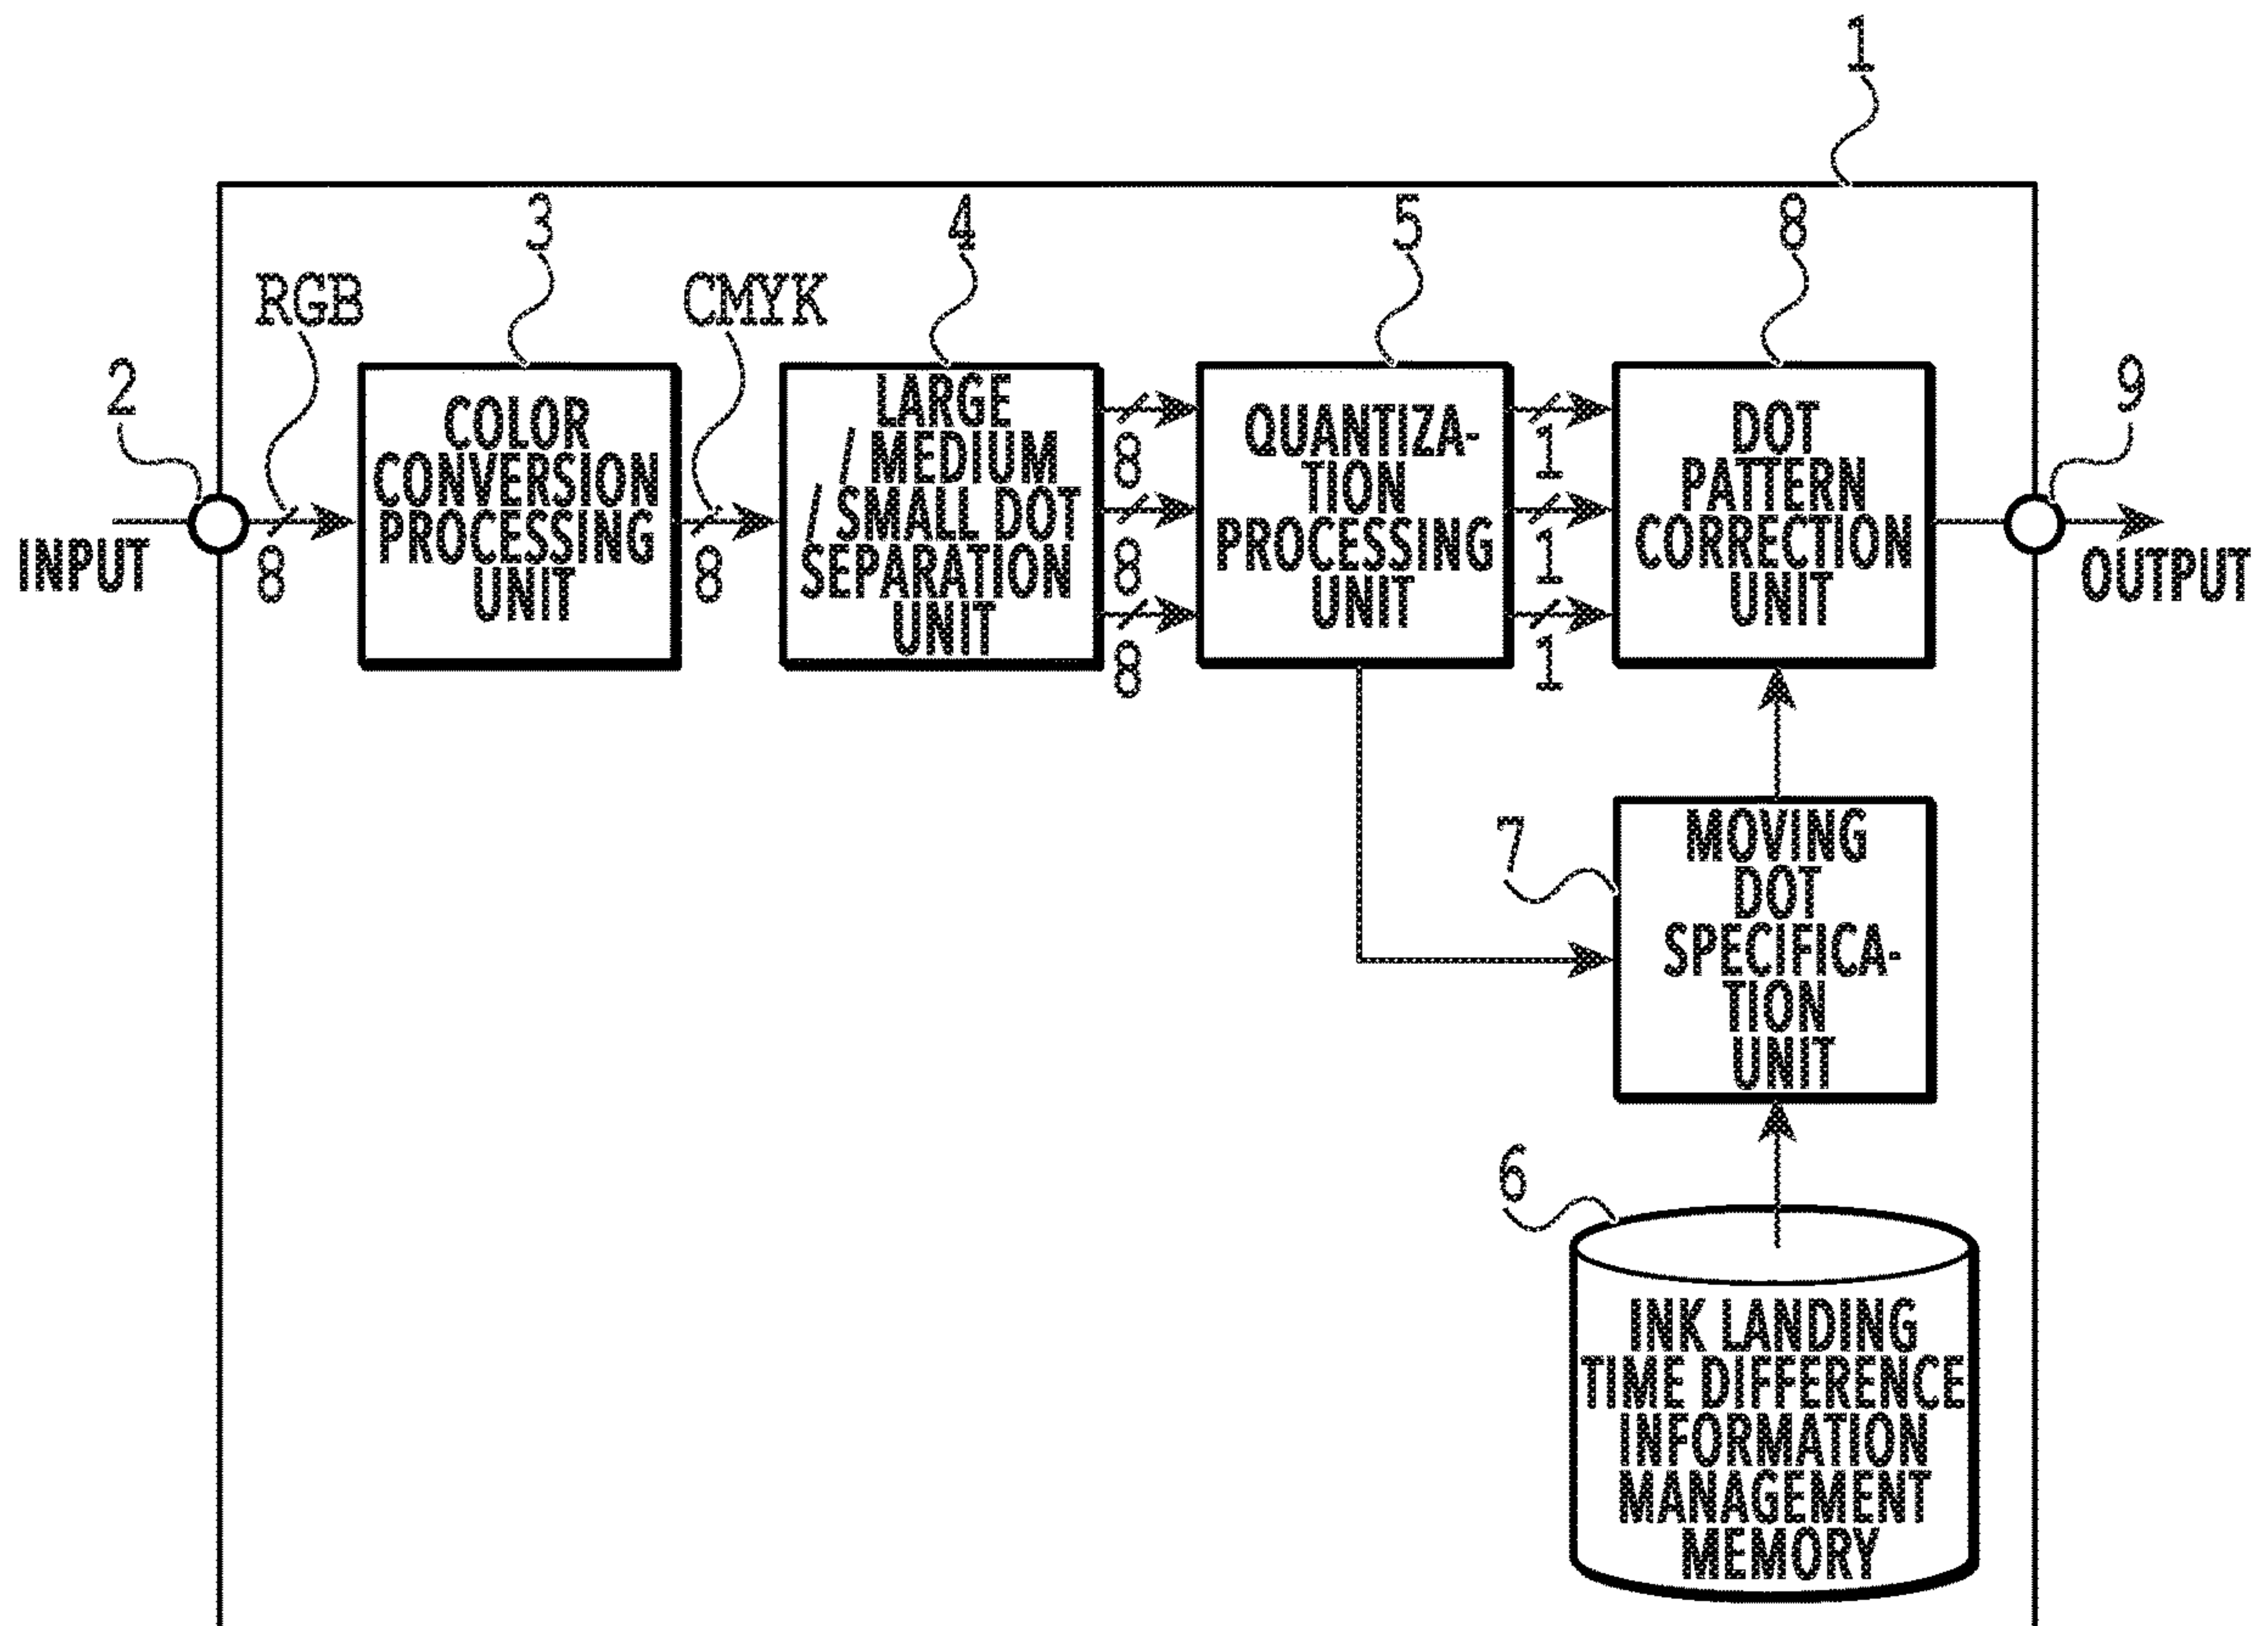 1
3
4
5
8
RGB
CMYK
2
9
INPUT
8
COLOR
CONVERSION
PROCESSING
UNIT
8
LARGE
/MEDIUM
/SMALL DOT
SEPARATION
UNIT
8
8
8
QUANTIZA-
TION
PROCESSING
UNIT
1
1
1
DOT
PATTERN
CORRECTION
UNIT
OUTPUT
7
MOVING
DOT
SPECIFICA-
TION
UNIT
6
INK LANDING
TIME DIFFERENCE
INFORMATION
MANAGEMENT
MEMORY